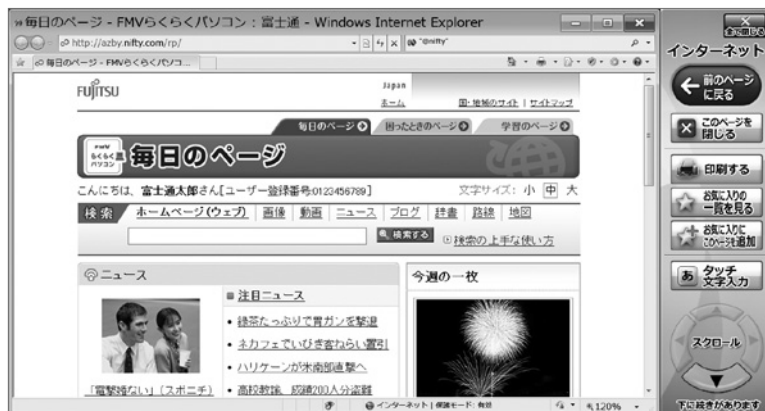 毎日のページ - FMVらくらくパソコン : 富士通 - Windows Internet Explorer
http://azby.nifty.com/rp/
@nifty
毎日のページ - FMVらくらくパソコ...
FUJITSU
Japan
ホーム
国・地域のサイト | サイトマップ
毎日のページ
困ったときのページ
学習のページ
FMV
らくらく
パソコン
毎日のページ
こんにちは、富士通太郎さん[ユーザー登録番号:0123456789]
文字サイズ: 小 中 大
検索
ホームページ(ウェブ) | 画像 | 動画 | ニュース | ブログ | 辞書 | 路線 | 地図
検索する
検索の上手な使い方
ニュース
注目ニュース
• 緑茶たっぷりで胃ガンを撃退
• ネカフェでいびき客ねらい置引
• ハリケーンが米南部直撃へ
• 高校教諭、成績200人分盗難
「電撃婚ない」(スポニチ)
今週の一枚
インターネット | 保護モード: 有効
120%
全て閉じる
インターネット
前のページ
に戻る
このページを
閉じる
印刷する
お気に入りの
一覧を見る
お気に入りに
このページを追加
あ
タッチ
文字入力
スクロール
下に続きがあります